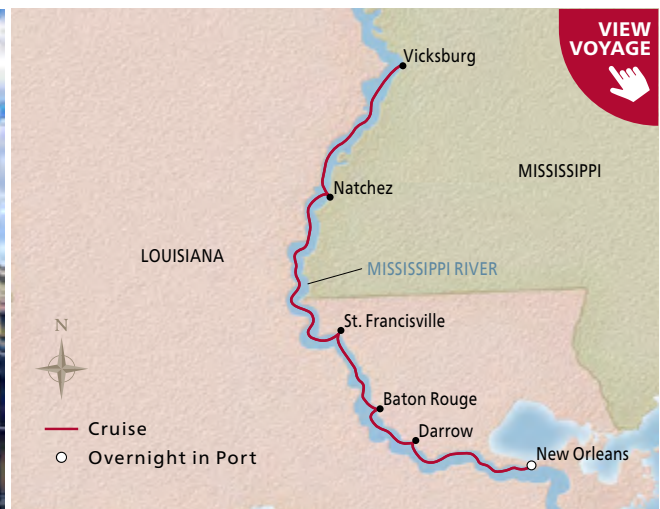 VIEW
VOYAGE
Vicksburg
MISSISSIPPI
Natchez
LOUISIANA
MISSISSIPPI RIVER
N
St. Francisville
Baton Rouge
Cruise
Darrow
New Orleans
Overnight in Port